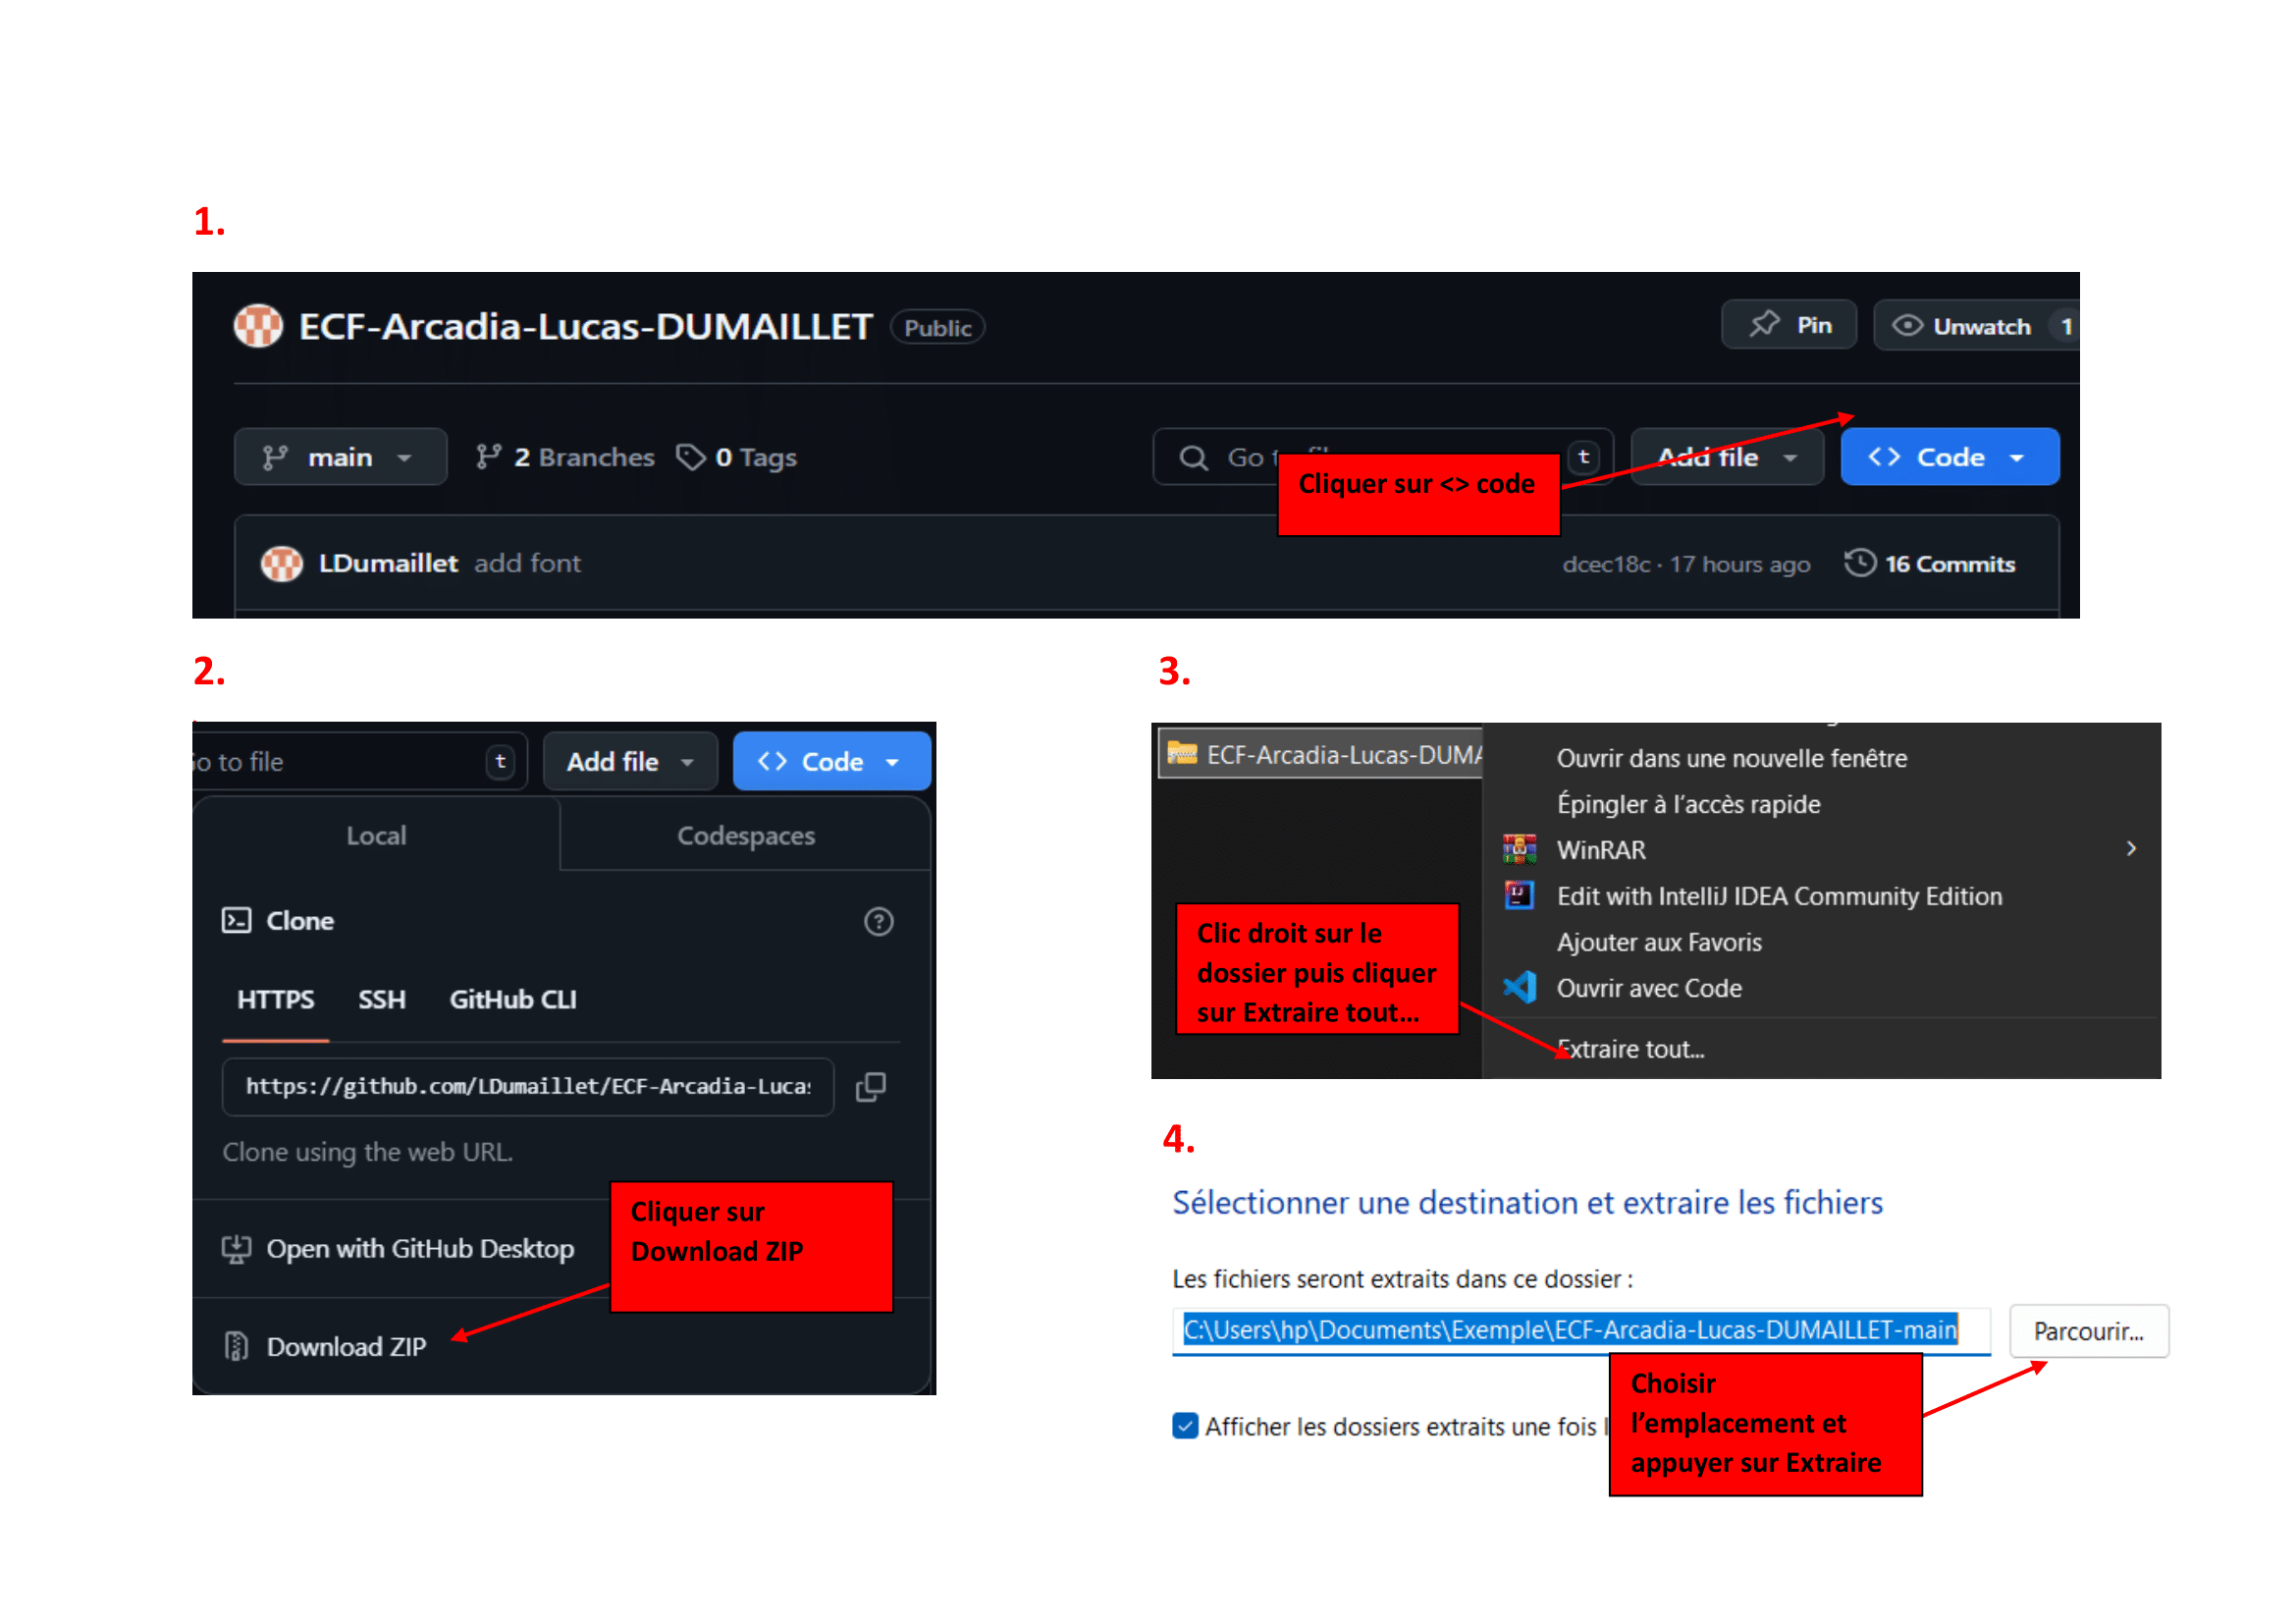 1.
ECF-Arcadia-Lucas-DUMAILLET Public Pin Unwatch 1
main 2 Branches 0 Tags Go t Add file <> Code
Cliquer sur <> code
LDumaillet add font dcec18c · 17 hours ago 16 Commits
2.
o to file t Add file <> Code
Local Codespaces
Clone
HTTPS SSH GitHub CLI
https://github.com/LDumaillet/ECF-Arcadia-Lucas
Clone using the web URL.
Cliquer sur
Download ZIP
Open with GitHub Desktop
Download ZIP
3.
ECF-Arcadia-Lucas-DUMA
Ouvrir dans une nouvelle fenêtre
Épingler à l'accès rapide
WinRAR
Edit with IntelliJ IDEA Community Edition
Ajouter aux Favoris
Ouvrir avec Code
Extraire tout...
Clic droit sur le
dossier puis cliquer
sur Extraire tout…
4.
Sélectionner une destination et extraire les fichiers
Les fichiers seront extraits dans ce dossier :
C:\Users\hp\Documents\Exemple\ECF-Arcadia-Lucas-DUMAILLET-main Parcourir...
Afficher les dossiers extraits une fois l
Choisir
l’emplacement et
appuyer sur Extraire